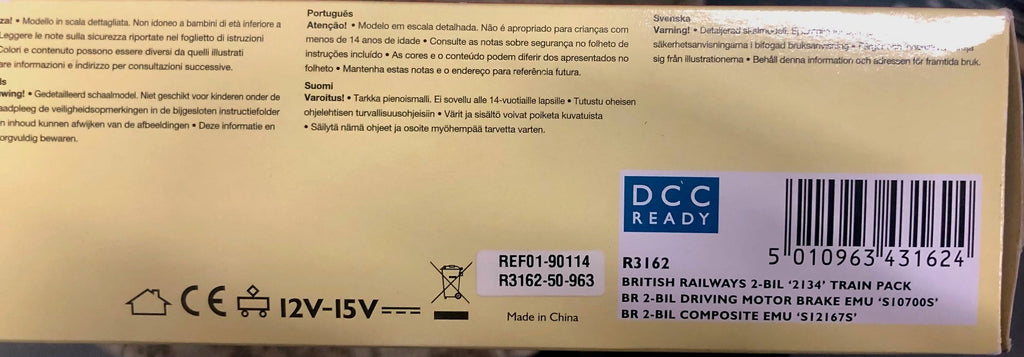 za! • Modello in scala dettagliata. Non idoneo a bambini di età inferiore a
Leggere le note sulla sicurezza riportate nel foglietto di istruzioni
Colori e contenuto possono essere diversi da quelli illustrati
are informazioni e indirizzo per consultazioni successive.
ls
wing! • Gedetailleerd schaalmodel. Niet geschikt voor kinderen onder de
aadpleeg de veiligheidsopmerkingen in de bijgesloten instructiefolder
n inhoud kunnen afwijken van de afbeeldingen • Deze informatie en
orgvuldig bewaren.
Português
Atenção! • Modelo em escala detalhada. Não é apropriado para crianças com
menos de 14 anos de idade • Consulte as notas sobre segurança no folheto de
instruções incluído • As cores e o conteúdo podem diferir dos apresentados no
folheto • Mantenha estas notas e o endereço para referência futura.
Suomi
Varoitus! • Tarkka pienoismalli. Ei sovellu alle 14-vuotiaille lapsille • Tutustu oheisen
ohjelehtisen turvallisuusohjeisiin • Värit ja sisältö voivat poiketa kuvatuista
• Säilytä nämä ohjeet ja osoite myöhempää tarvetta varten.
Svenska
Varning! • Detaljerad skalmodell.
säkerhetsanvisningarna i bifogad bruksanvisning •
sig från illustrationerna • Behåll denna information och adressen för framtida bruk.
DCC
READY
5 010963 431624
R3162
BRITISH RAILWAYS 2-BIL '2134' TRAIN PACK
BR 2-BIL DRIVING MOTOR BRAKE EMU 'S10700S'
BR 2-BIL COMPOSITE EMU 'S12167S'
REF01-90114
R3162-50-963
Made in China
CE 12V-15V